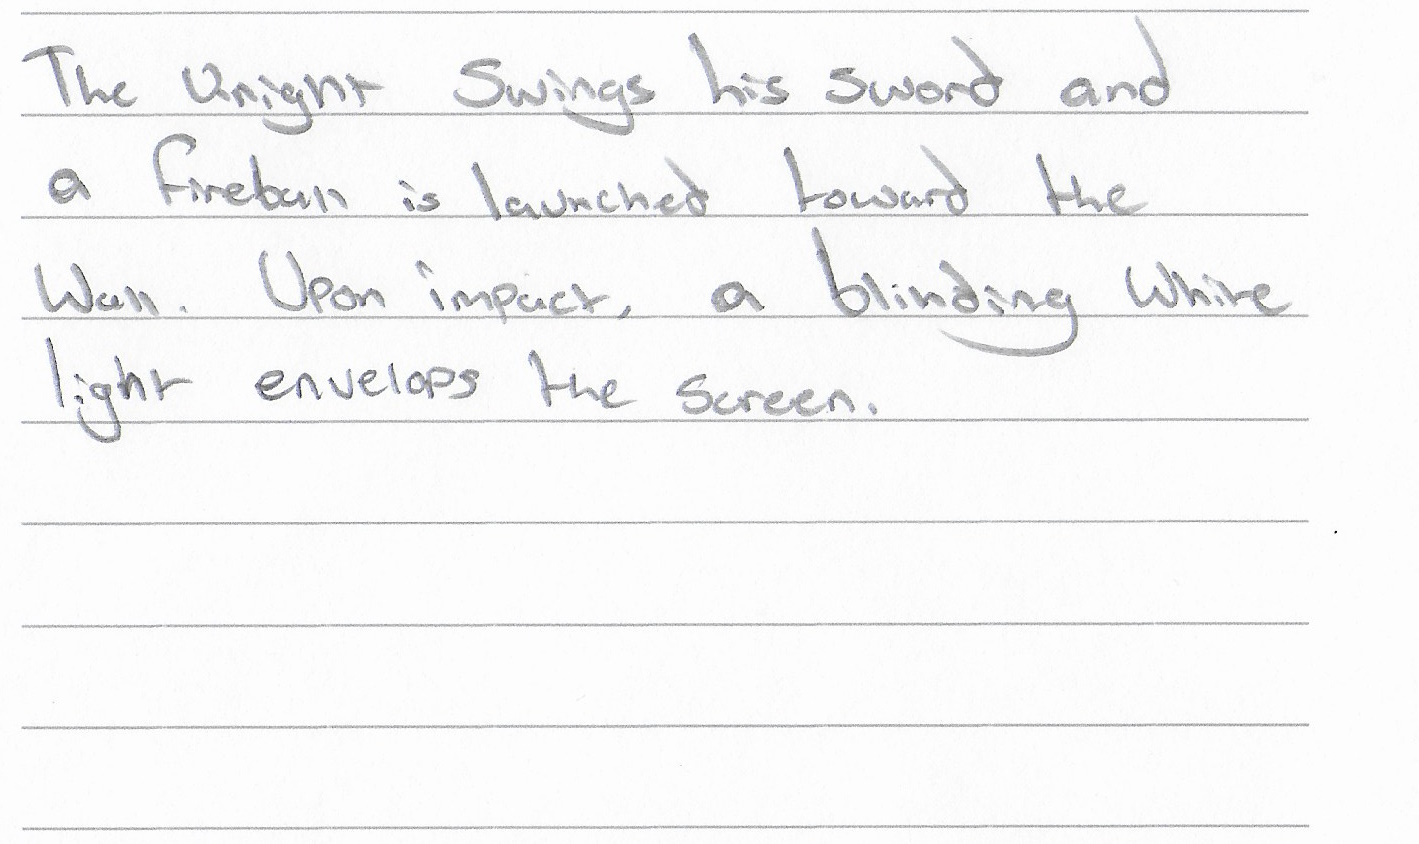 The Knight Swings his sword and
a fireball is launched toward the
Wall. Upon impact, a blinding White
light envelops the screen.